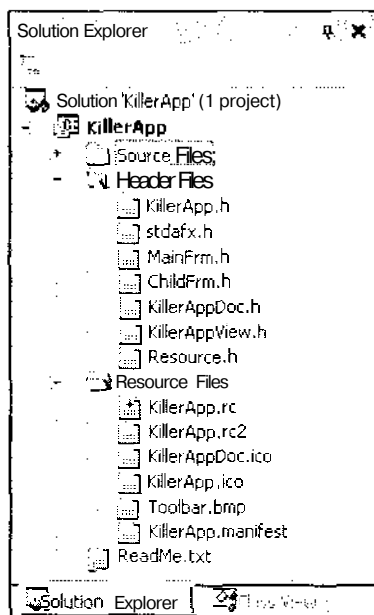 Solution Explorer
Solution 'KillerApp' (1 project)
KillerApp
Source Files
Header Files
KillerApp.h
stdafx.h
MainFrm.h
ChildFrm.h
KillerAppDoc.h
KillerAppView.h
Resource.h
Resource Files
KillerApp.rc
KillerApp.rc2
KillerAppDoc.ico
KillerApp.ico
Toolbar.bmp
KillerApp.manifest
ReadMe.txt
Solution Explorer